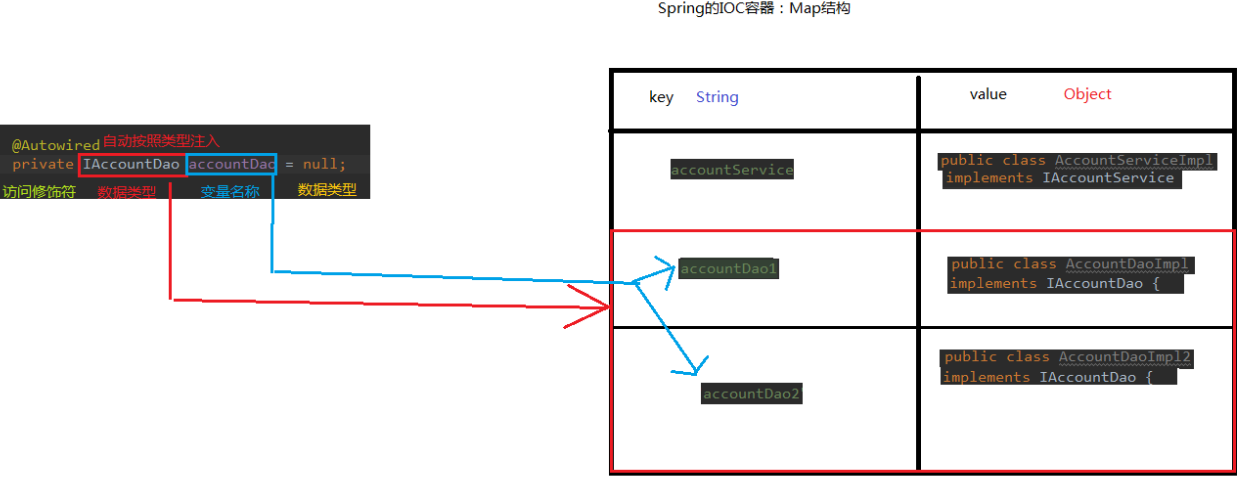 Spring的IOC容器：Map结构
key String
value Object
@Autowired 自动按照类型注入
private IAccountDao accountDao = null;
访问修饰符 数据类型 变量名称 数据类型
accountService
public class AccountServiceImpl
implements IAccountService
accountDao1
public class AccountDaoImpl
implements IAccountDao {
accountDao2
public class AccountDaoImpl2
implements IAccountDao {